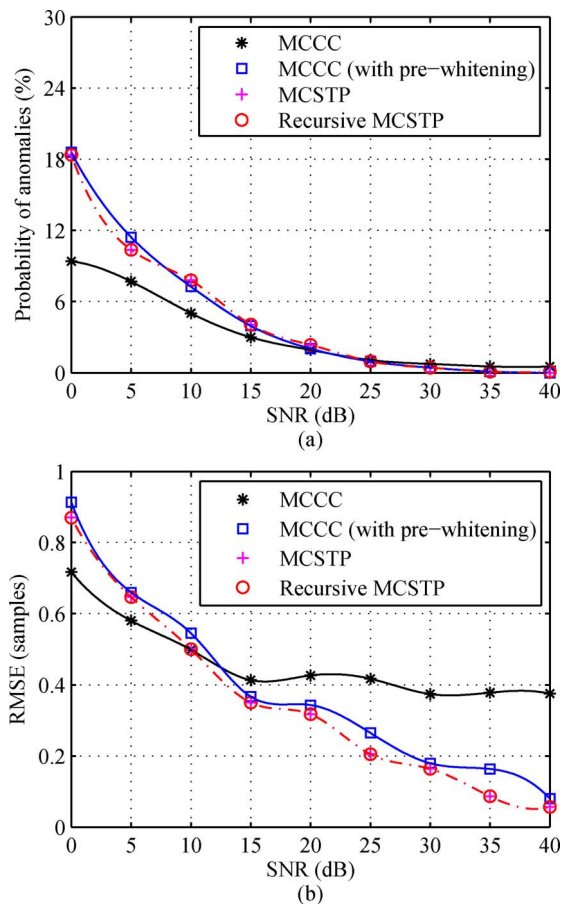 30
24
18
12
6
0
Probability of anomalies (%)
MCCC
MCCC (with pre−whitening)
MCSTP
Recursive MCSTP
0 5 10 15 20 25 30 35 40
SNR (dB)
(a)
1
0.8
0.6
0.4
0.2
0
RMSE (samples)
MCCC
MCCC (with pre−whitening)
MCSTP
Recursive MCSTP
0 5 10 15 20 25 30 35 40
SNR (dB)
(b)